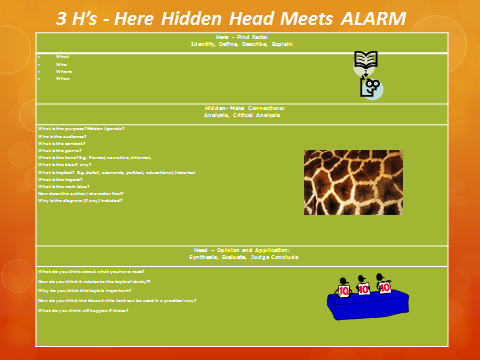 3 H's - Here Hidden Head Meets ALARM
Here – Find Facts:
Identify, Define, Describe, Explain
• What
• Who
• Where
• When
Hidden- Make Connections:
Analysis, Critical Analysis
What is the purpose? Hidden Agenda?
Who is the audience?
What is the context?
What is the genre?
What is the tone? E.g. Formal, narrative, informal,
What is the bias if any?
What is implied? E.g. belief, economic, political, educational, historical
What is the impact?
What is the main idea?
How does the author/ character feel?
Why is the diagram (if any) included?
Head – Opinion and Application:
Synthesis, Evaluate, Judge Conclude
What do you think about what you have read?
How do you think it relates to the topic of study??
Why do you think this topic is important?
How do you think the ideas in this text can be used in a practical way?
What do you think will happen if these?
10 10 10